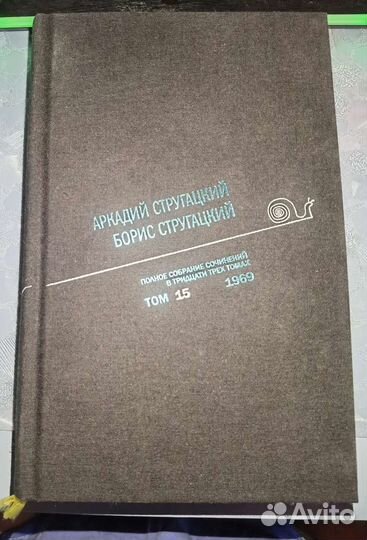 АРКАДИЙ СТРУГАЦКИЙ
БОРИС СТРУГАЦКИЙ
ПОЛНОЕ СОБРАНИЕ СОЧИНЕНИЙ
В ТРИДЦАТИ ТРЕХ ТОМАХ
ТОМ 15 1969
Avito